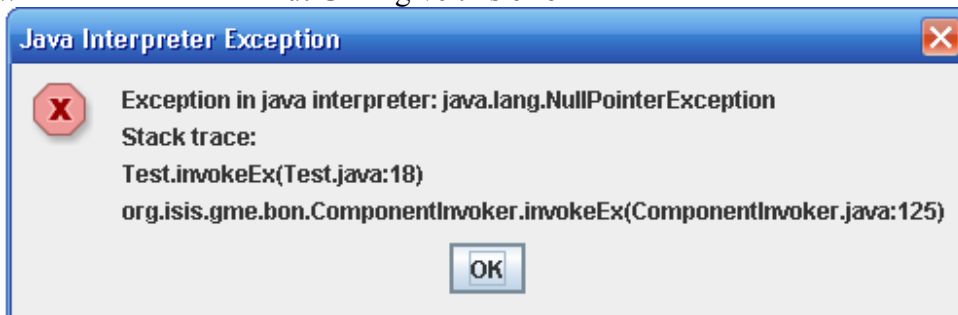 Java Interpreter Exception
Exception in java interpreter: java.lang.NullPointerException
Stack trace:
Test.invokeEx(Test.java:18)
org.isis.gme.bon.ComponentInvoker.invokeEx(ComponentInvoker.java:125)
OK